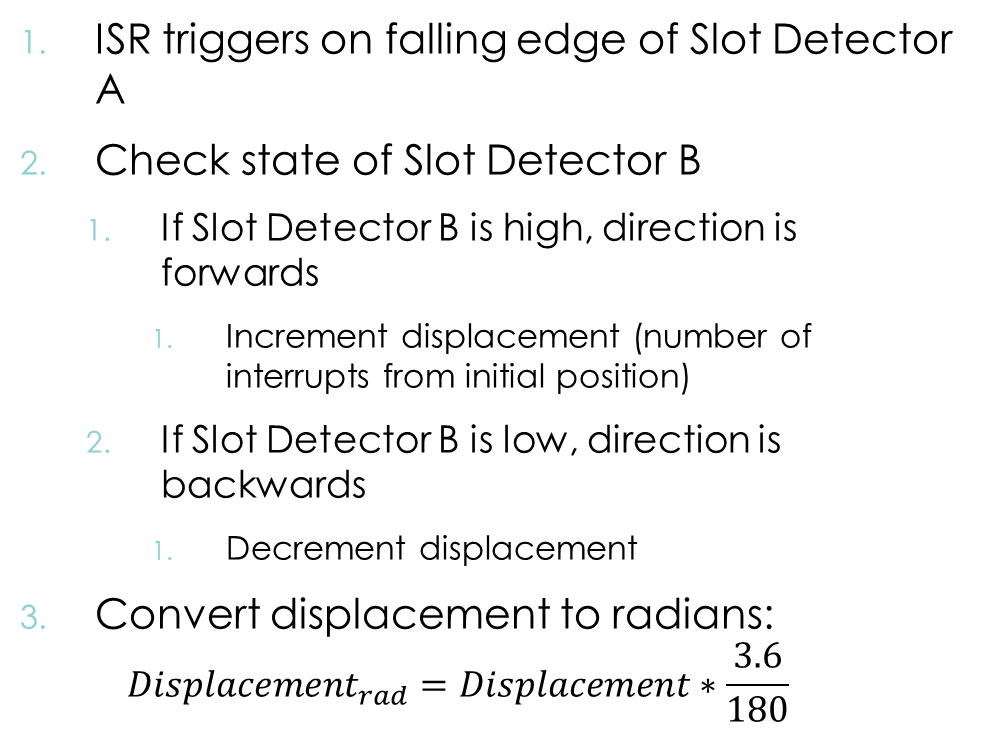 1. ISR triggers on falling edge of Slot Detector
A
2. Check state of Slot Detector B
1. If Slot Detector B is high, direction is
forwards
1. Increment displacement (number of
interrupts from initial position)
2. If Slot Detector B is low, direction is
backwards
1. Decrement displacement
3. Convert displacement to radians:
Displacement_rad = Displacement * 3.6/180